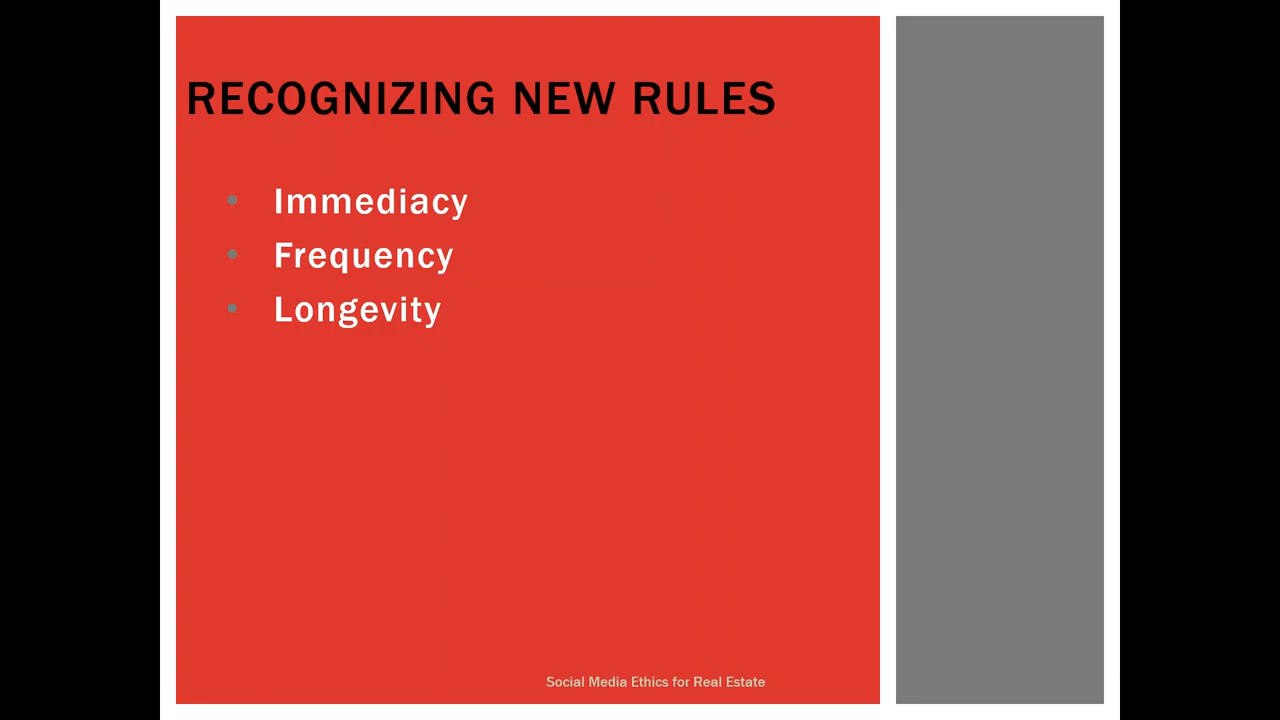 RECOGNIZING NEW RULES
• Immediacy
• Frequency
• Longevity
Social Media Ethics for Real Estate